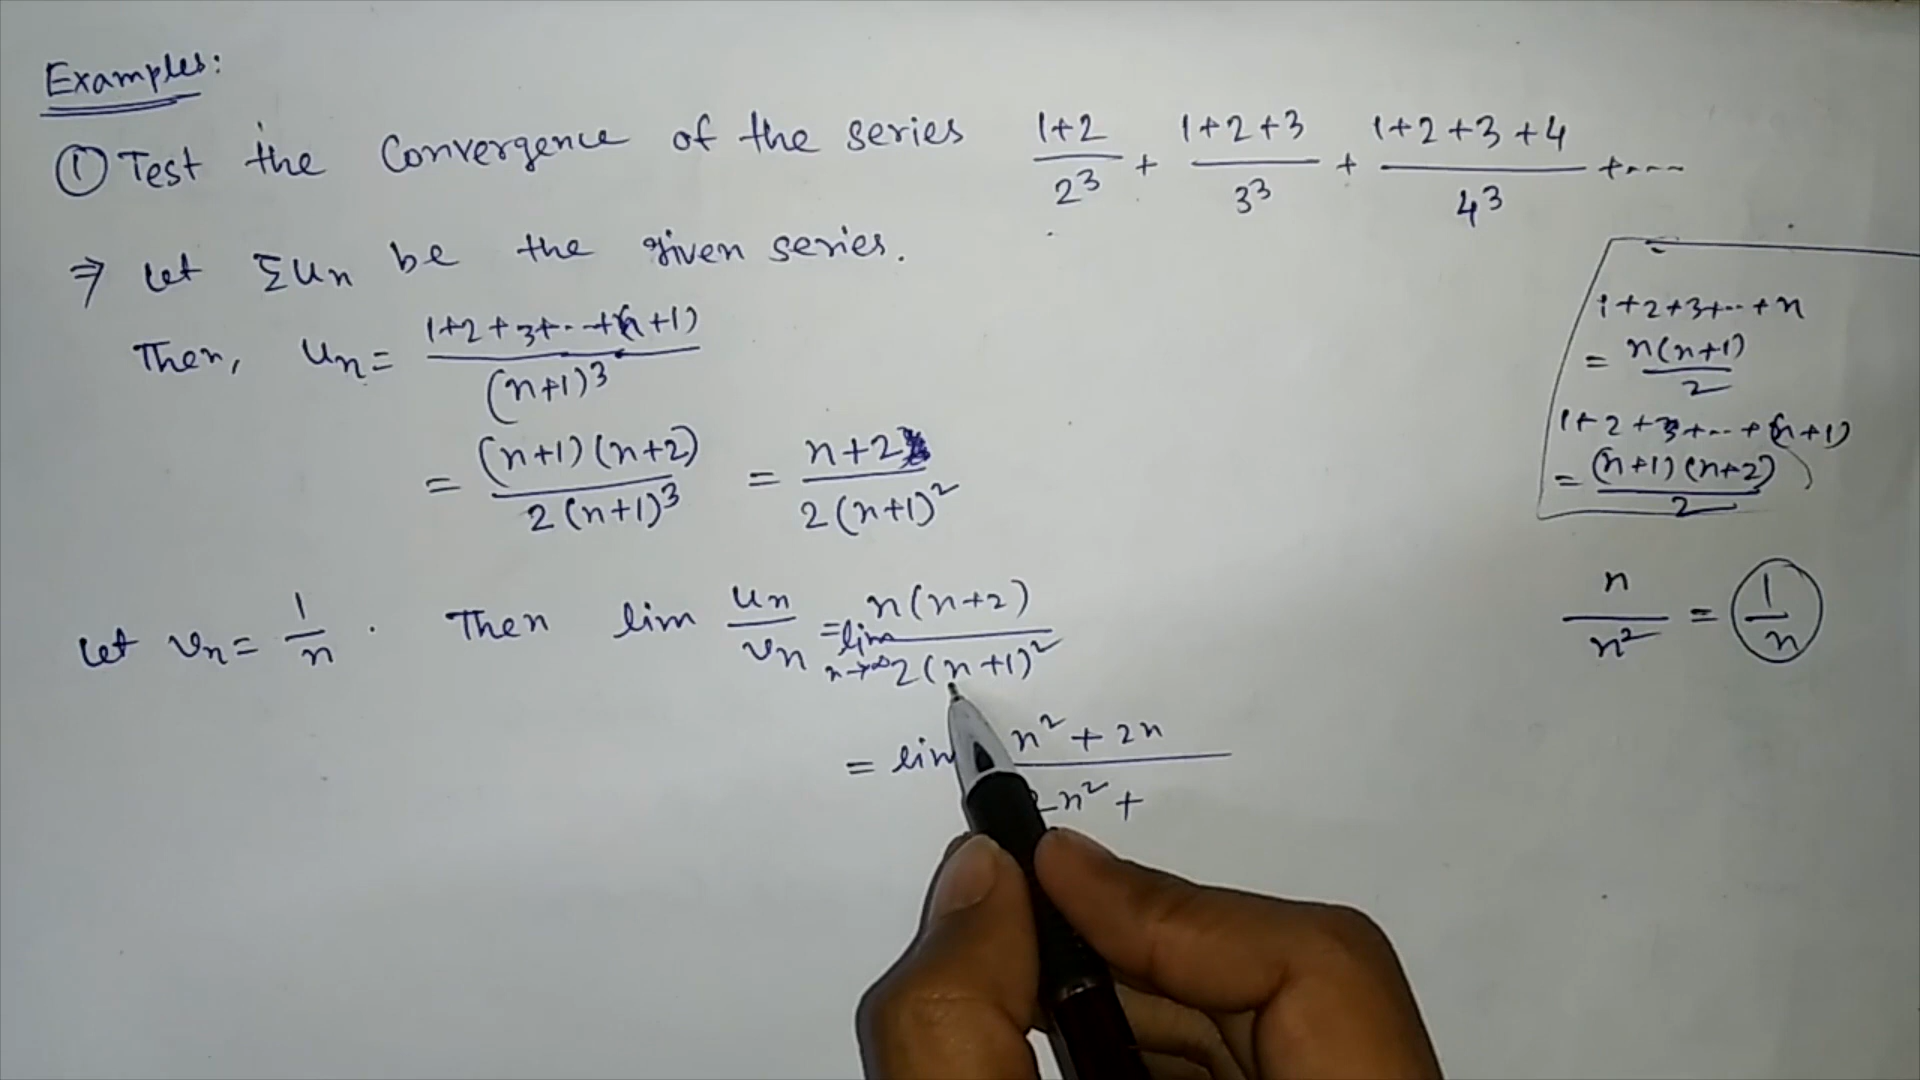 Examples:
① Test the Convergence of the series (1+2)/2³ + (1+2+3)/3³ + (1+2+3+4)/4³ + ....
⇒ Let Σun be the given series.
Then, un = (1+2+3+...+(n+1))/(n+1)³
= (n+1)(n+2)/2(n+1)³ = n+2/2(n+1)²
Let vn = 1/n. Then lim un/vn = lim n→∞ n(n+2)/2(n+1)²
= lim n²+2n/2n²+
1+2+3+...+n
= n(n+1)/2
1+2+3+...+(n+1)
= (n+1)(n+2)/2
n/n² = 1/n